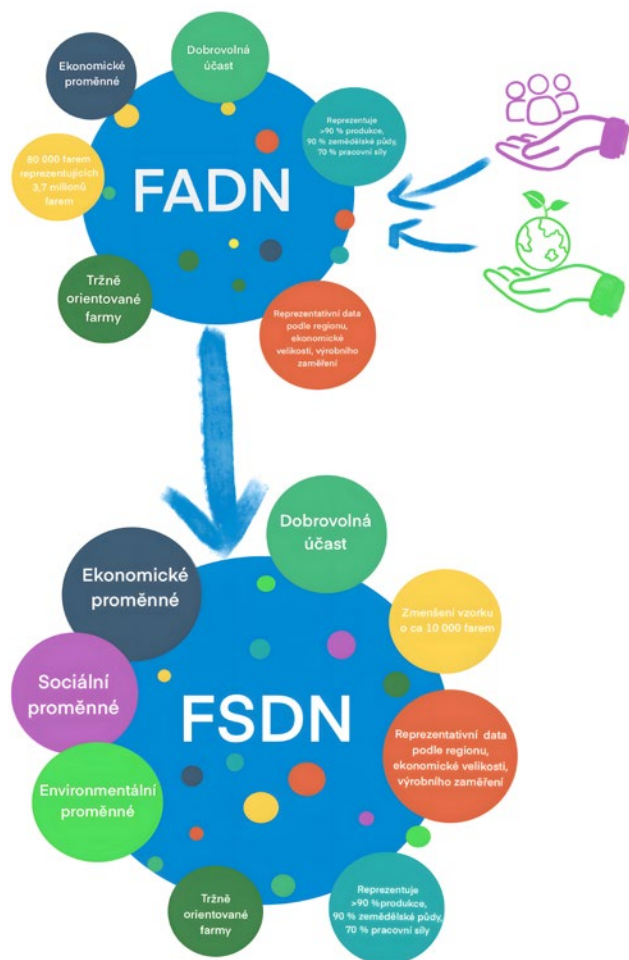 Dobrovolná
účast
Ekonomické
proměnné
Reprezentuje
>90 % produkce,
90 % zemědělské půdy,
70 % pracovní síly
80 000 farem
reprezentujících
3,7 milionů
farem
FADN
Tržně
orientované
farmy
Reprezentativní data
podle regionu,
ekonomické
velikosti, výrobního
zaměření
Dobrovolná
účast
Ekonomické
proměnné
Zmenšení vzorku
o ca 10 000 farem
Sociální
proměnné
FSDN
Reprezentativní data
podle regionu,
ekonomické velikosti,
výrobního zaměření
Environmentální
proměnné
Tržně
orientované
farmy
Reprezentuje
>90 %produkce,
90 % zemědělské půdy,
70 % pracovní síly